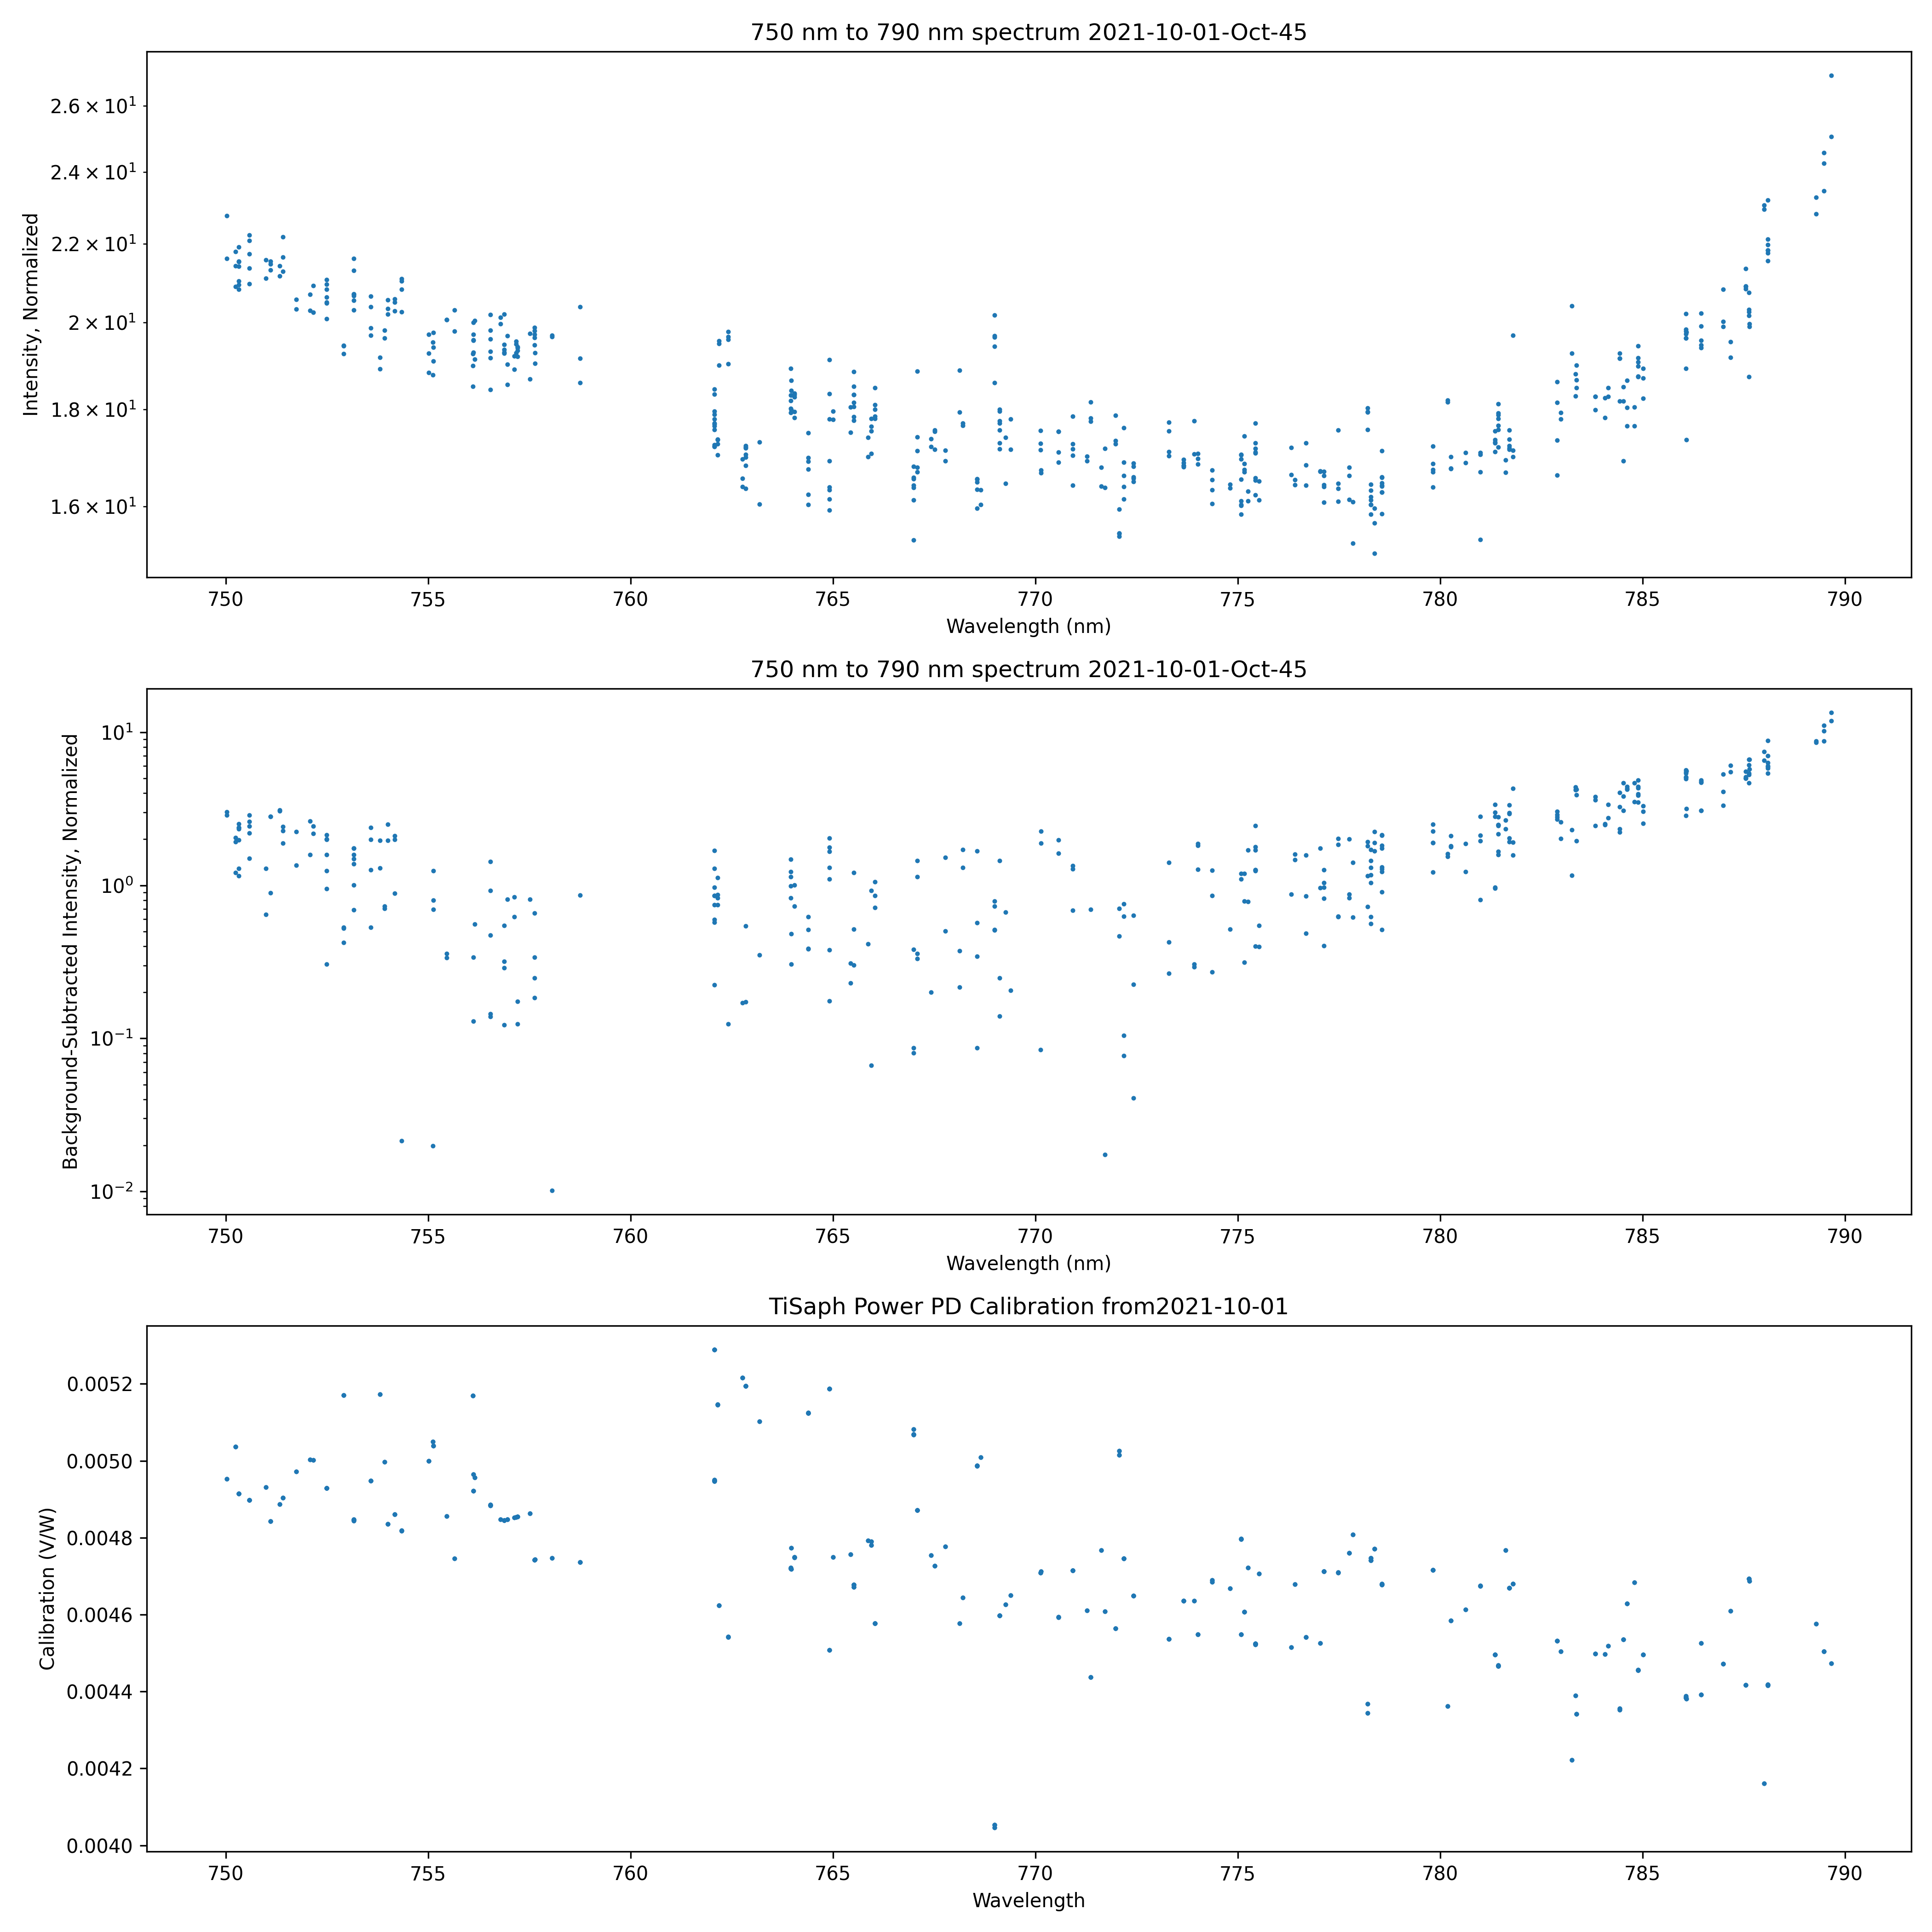 750 nm to 790 nm spectrum 2021-10-01-Oct-45
Intensity, Normalized
2.6 × 10¹
2.4 × 10¹
2.2 × 10¹
2 × 10¹
1.8 × 10¹
1.6 × 10¹
750 755 760 765 770 775 780 785 790
Wavelength (nm)
750 nm to 790 nm spectrum 2021-10-01-Oct-45
Background-Subtracted Intensity, Normalized
10¹
10⁰
10⁻¹
10⁻²
750 755 760 765 770 775 780 785 790
Wavelength (nm)
TiSaph Power PD Calibration from2021-10-01
Calibration (V/W)
0.0052
0.0050
0.0048
0.0046
0.0044
0.0042
0.0040
750 755 760 765 770 775 780 785 790
Wavelength